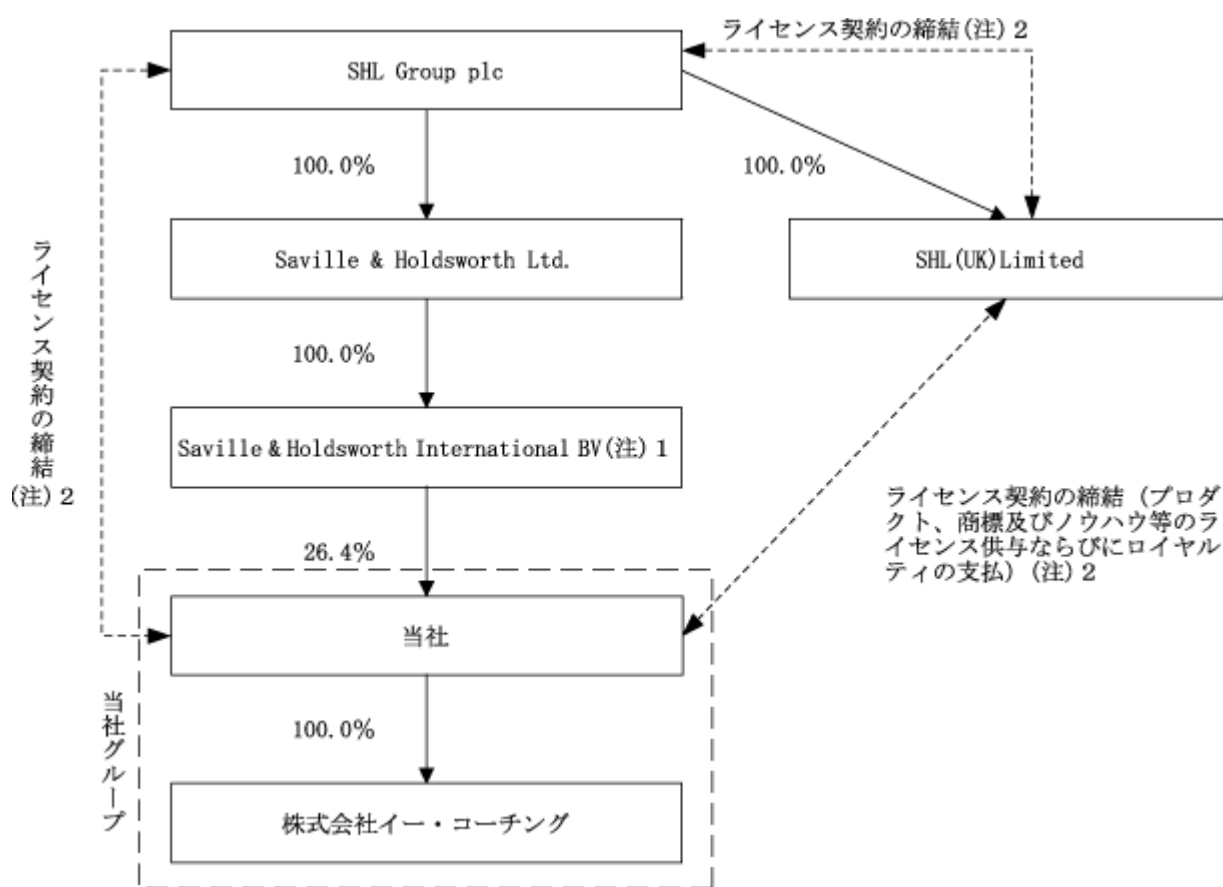 ライセンス契約の締結(注)2
SHL Group plc
100.0%
100.0%
Saville & Holdsworth Ltd.
SHL(UK)Limited
ライセンス契約の締結
(注)2
100.0%
Saville & Holdsworth International BV(注)1
ライセンス契約の締結(プロダ
クト、商標及びノウハウ等のラ
イセンス供与ならびにロイヤル
ティの支払)(注)2
26.4%
当社
当社グループ
100.0%
株式会社イー・コーチング